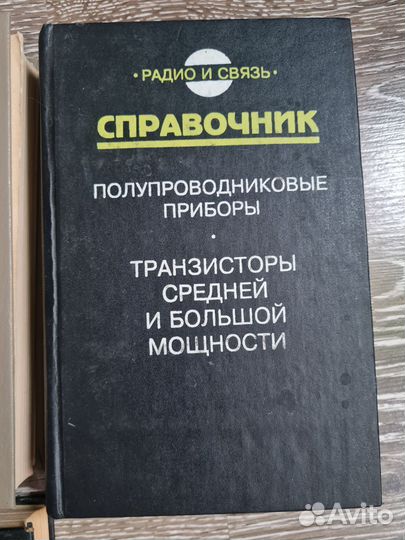 • РАДИО И СВЯЗЬ •
СПРАВОЧНИК
ПОЛУПРОВОДНИКОВЫЕ
ПРИБОРЫ
•
ТРАНЗИСТОРЫ
СРЕДНЕЙ
И БОЛЬШОЙ
МОЩНОСТИ
Avito